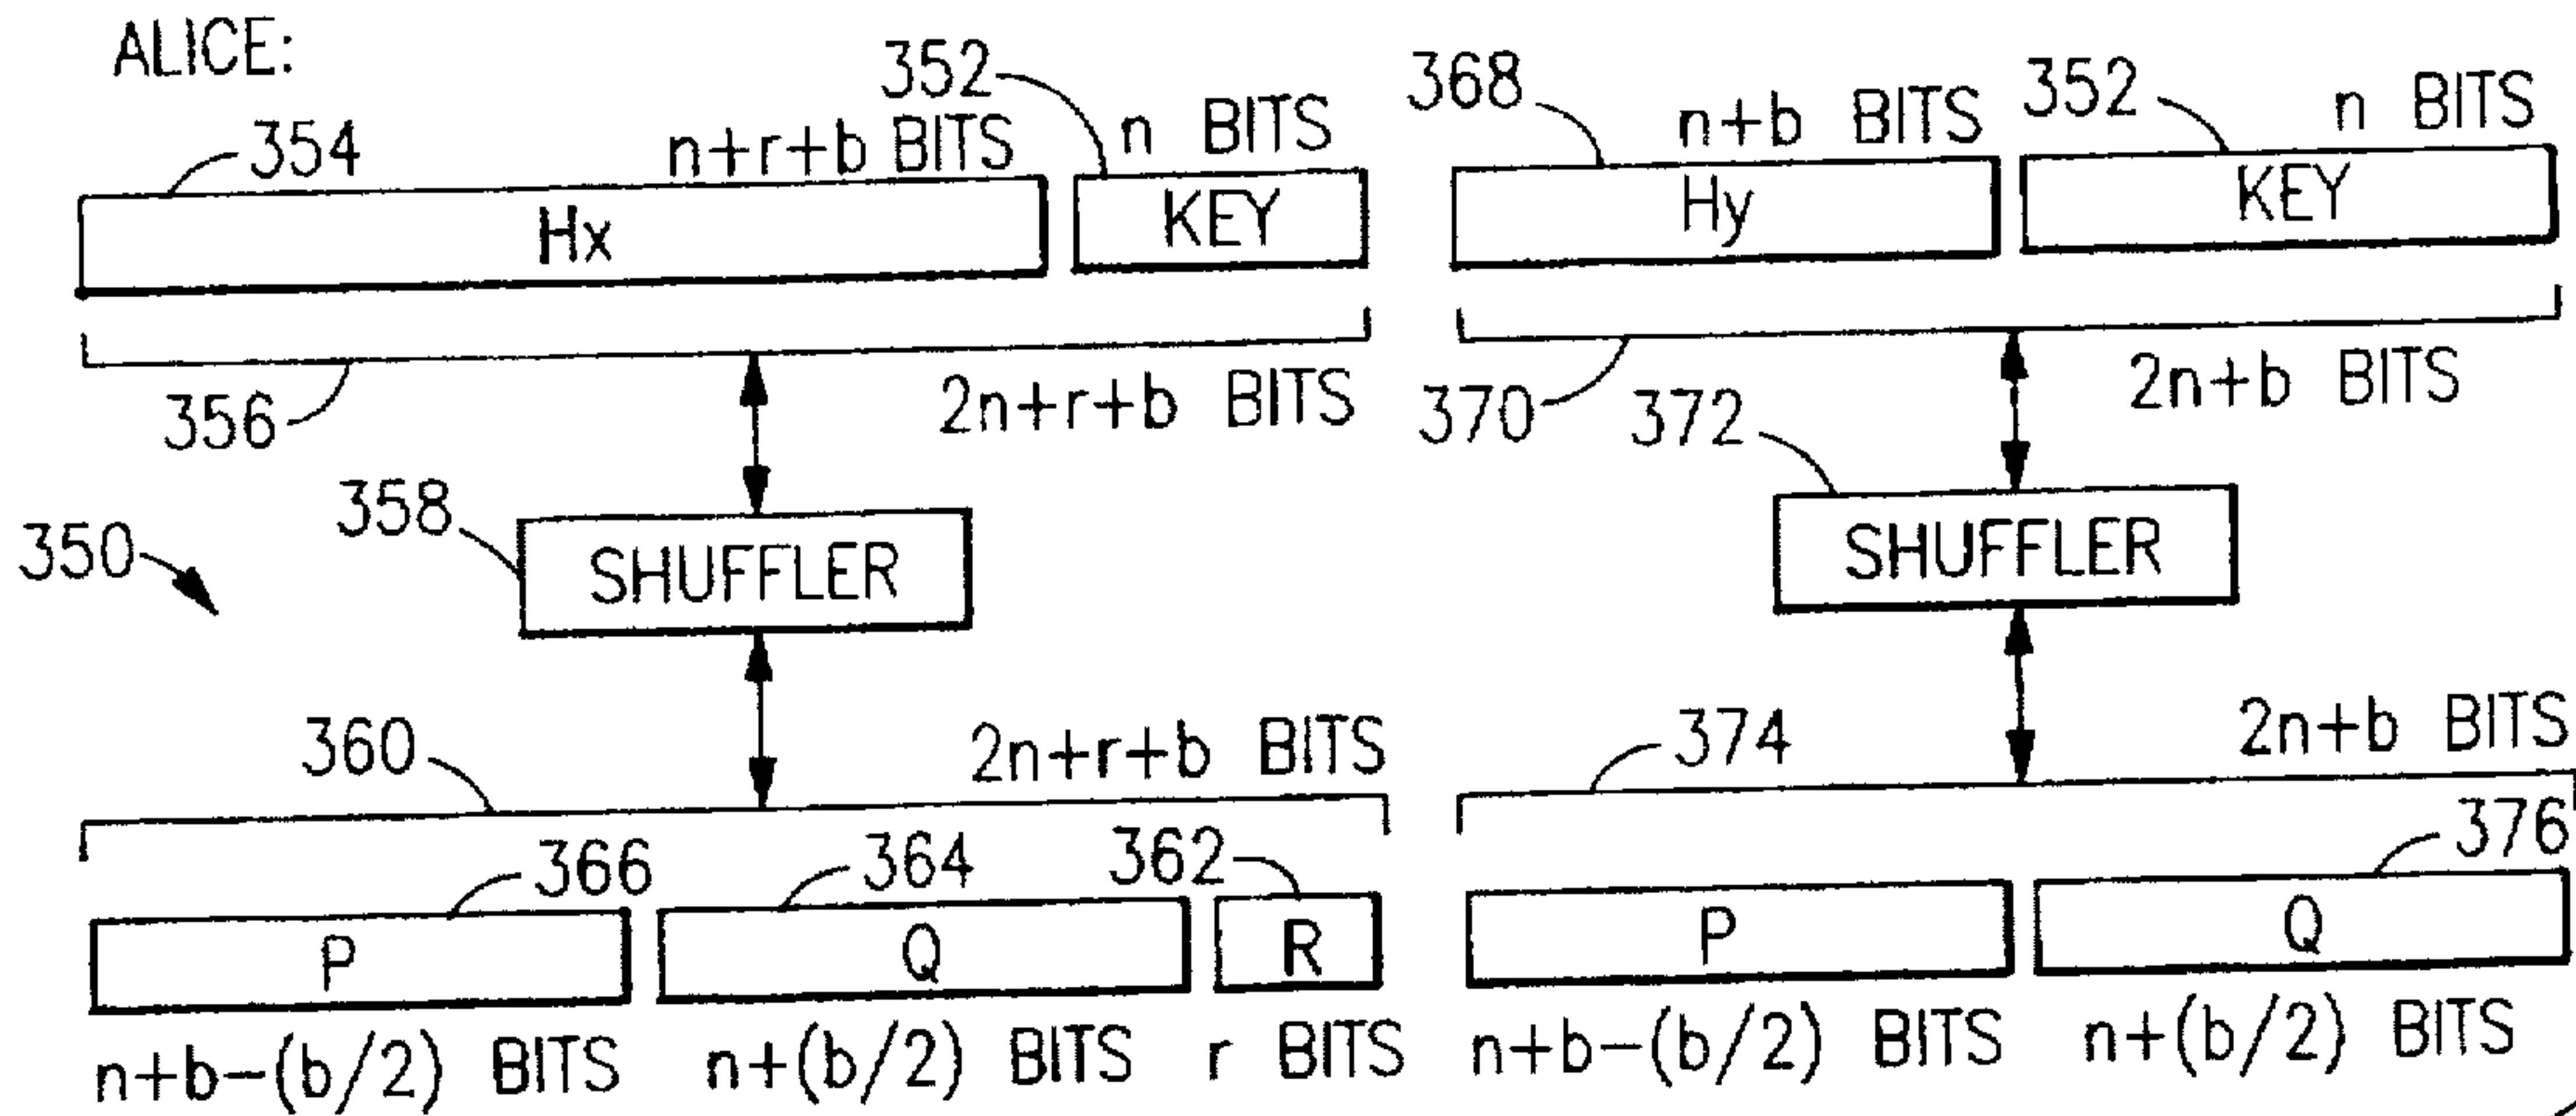 ALICE:
352 368 352
354 n+r+b BITS n BITS n+b BITS n BITS
Hx KEY Hy KEY
356 2n+r+b BITS 370 2n+b BITS
358 372
350 SHUFFLER SHUFFLER
360 2n+r+b BITS 374 2n+b BITS
366 364 362 376
P Q R P Q
n+b-(b/2) BITS n+(b/2) BITS r BITS n+b-(b/2) BITS n+(b/2) BITS